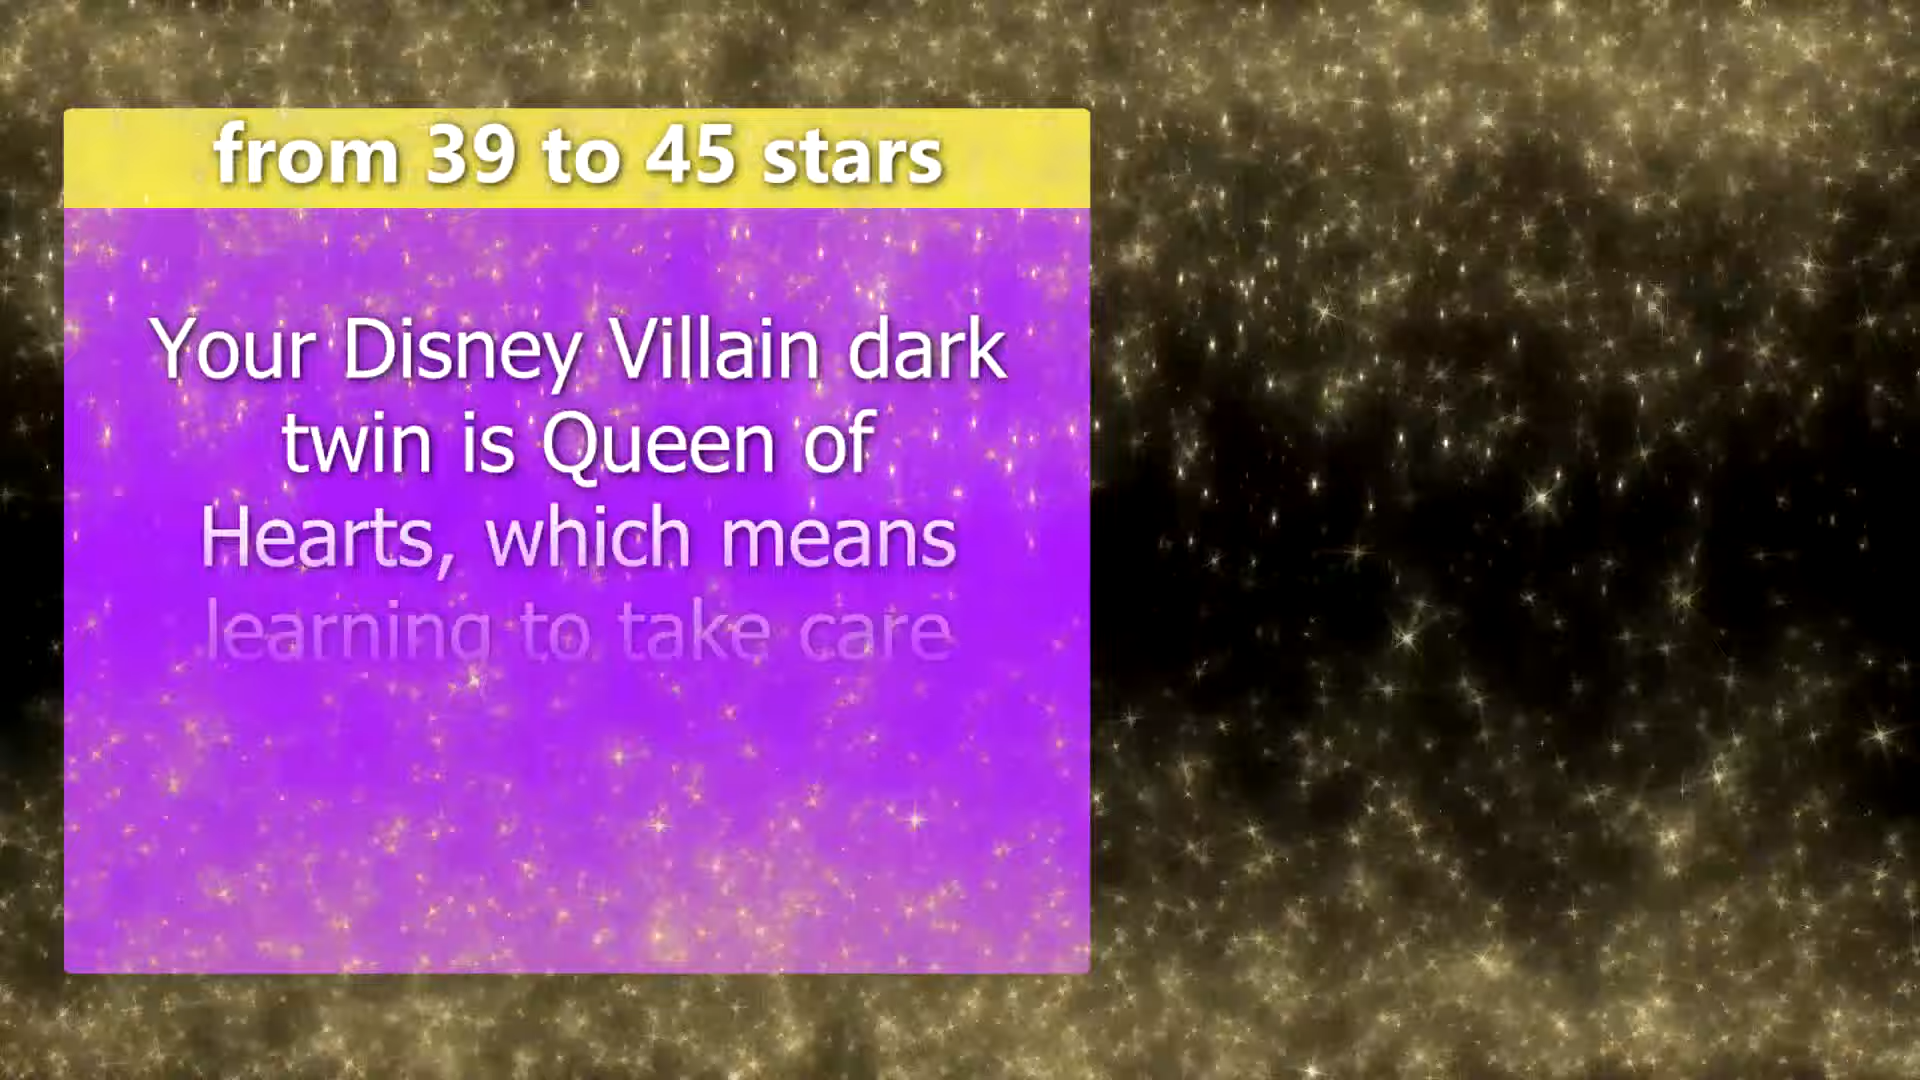 from 39 to 45 stars
Your Disney Villain dark
twin is Queen of
Hearts, which means
learning to take care